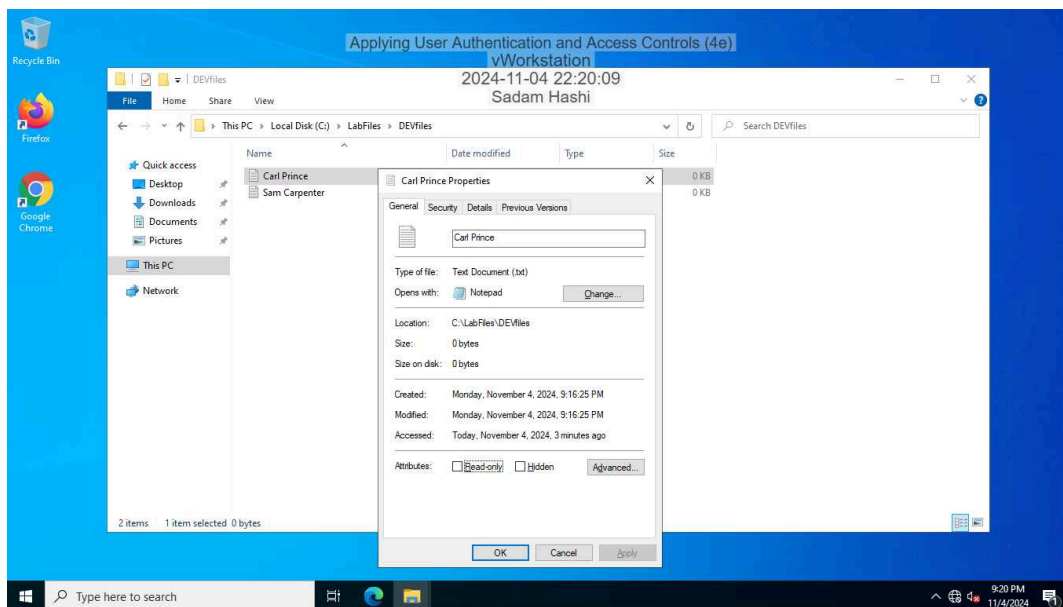 Recycle Bin
Applying User Authentication and Access Controls (4e)
vWorkstation
2024-11-04 22:20:09
Sadam Hashi
DEVfiles
File Home Share View
This PC > Local Disk (C:) > LabFiles > DEVfiles
Search DEVfiles
Firefox
Google
Chrome
Quick access
Desktop
Downloads
Documents
Pictures
This PC
Network
Name Date modified Type Size
Carl Prince 0 KB
Sam Carpenter 0 KB
Carl Prince Properties
General Security Details Previous Versions
Carl Prince
Type of file: Text Document (.txt)
Opens with: Notepad Change...
Location: C:\LabFiles\DEVfiles
Size: 0 bytes
Size on disk: 0 bytes
Created: Monday, November 4, 2024, 9:16:25 PM
Modified: Monday, November 4, 2024, 9:16:25 PM
Accessed: Today, November 4, 2024, 3 minutes ago
Attributes: Read-only Hidden Advanced...
OK Cancel Apply
2 items 1 item selected 0 bytes
Type here to search
9:20 PM
11/4/2024